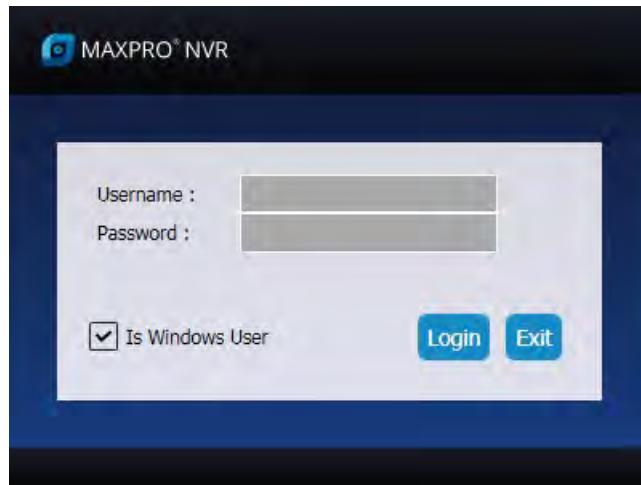 MAXPRO® NVR
Username :
Password :
Is Windows User
Login Exit